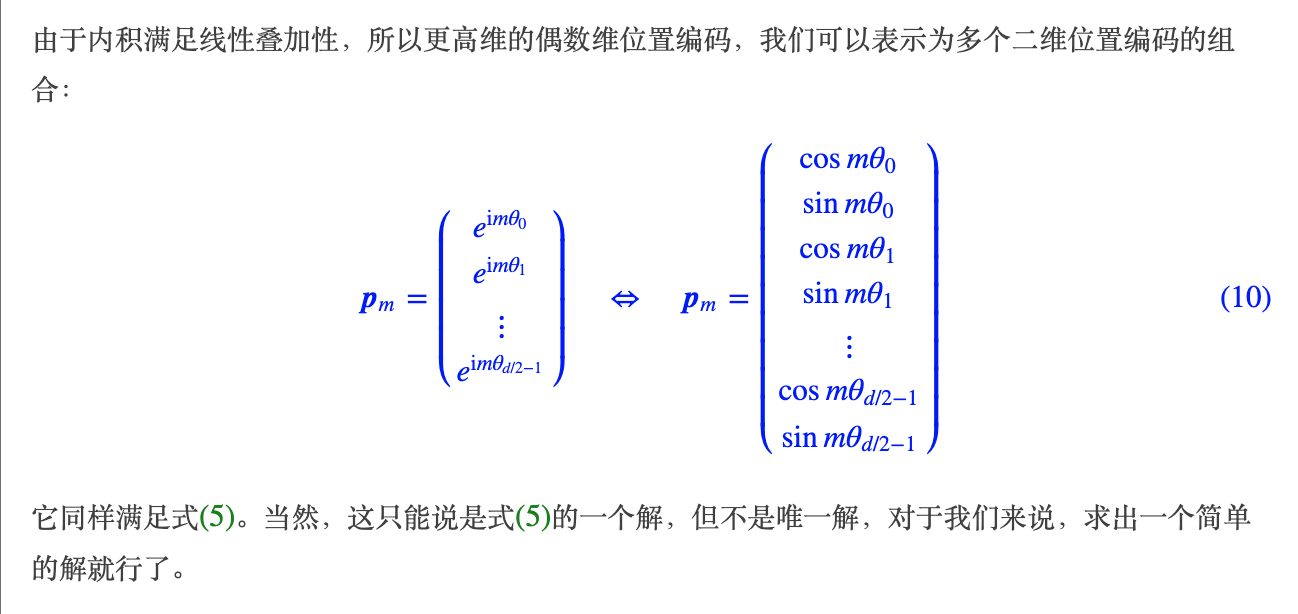 由于内积满足线性叠加性，所以更高维的偶数维位置编码，我们可以表示为多个二维位置编码的组
合：
$$\boldsymbol{p}_m = \begin{pmatrix} e^{\mathrm{i}m\theta_0} \\ e^{\mathrm{i}m\theta_1} \\ \vdots \\ e^{\mathrm{i}m\theta_{d/2-1}} \end{pmatrix} \quad \Leftrightarrow \quad \boldsymbol{p}_m = \begin{pmatrix} \cos m\theta_0 \\ \sin m\theta_0 \\ \cos m\theta_1 \\ \sin m\theta_1 \\ \vdots \\ \cos m\theta_{d/2-1} \\ \sin m\theta_{d/2-1} \end{pmatrix} \quad (10)$$
它同样满足式(5)。当然，这只能说是式(5)的一个解，但不是唯一解，对于我们来说，求出一个简单
的解就行了。